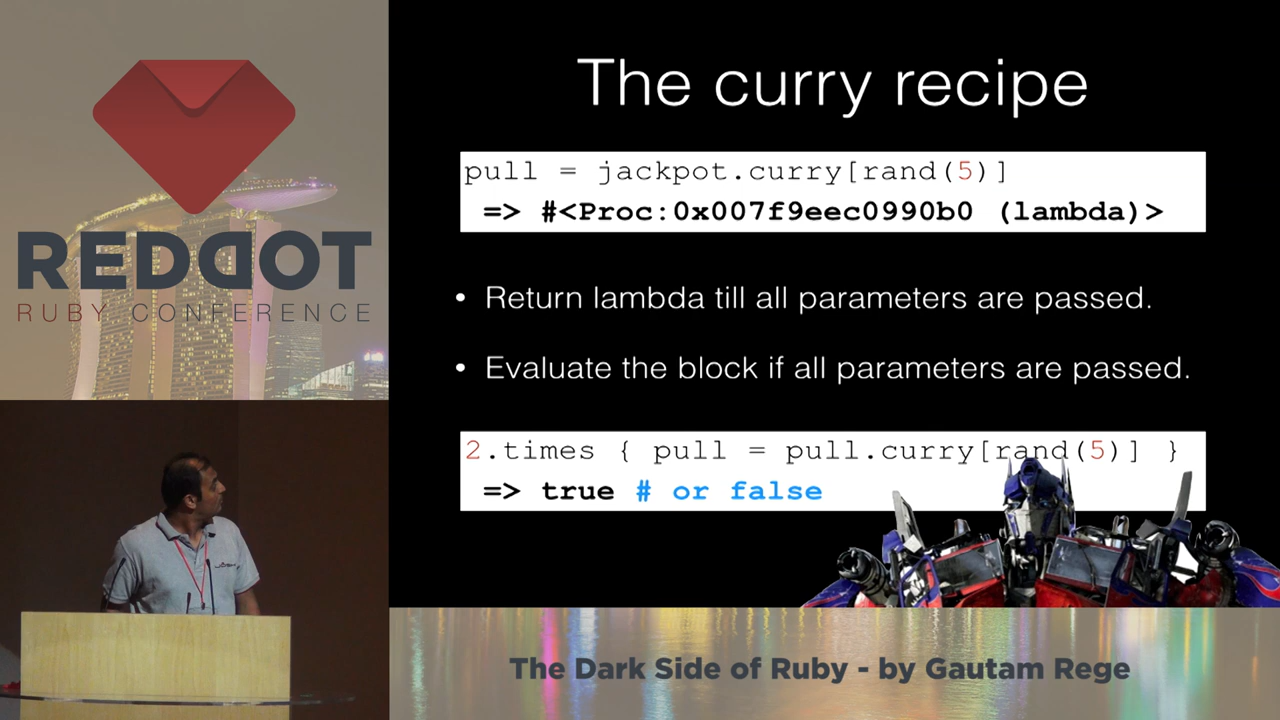 REDDOT
RUBY CONFERENCE
The curry recipe
pull = jackpot.curry[rand(5)]
=> #<Proc:0x007f9eec0990b0 (lambda)>
• Return lambda till all parameters are passed.
• Evaluate the block if all parameters are passed.
2.times { pull = pull.curry[rand(5)] }
=> true # or false
The Dark Side of Ruby - by Gautam Rege